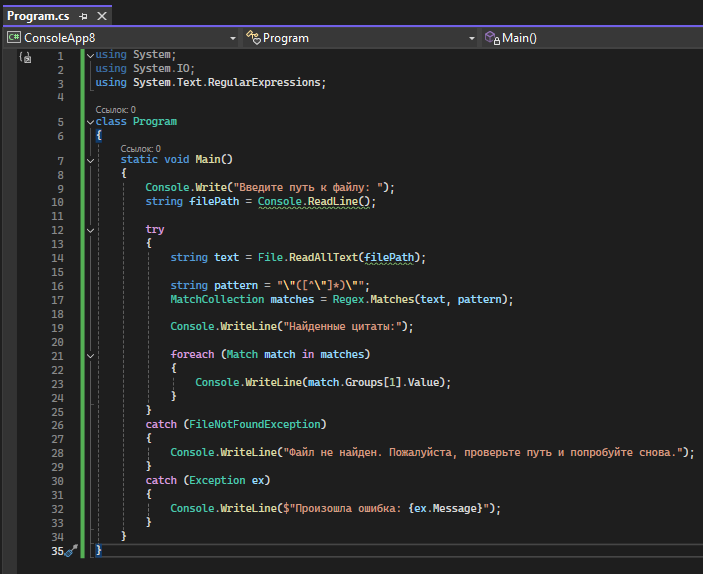 Program.cs
C# ConsoleApp8 Program Main()
1 using System;
2 using System.IO;
3 using System.Text.RegularExpressions;
4
Ссылок: 0
5 class Program
6 {
Ссылок: 0
7 static void Main()
8 {
9 Console.Write("Введите путь к файлу: ");
10 string filePath = Console.ReadLine();
11
12 try
13 {
14 string text = File.ReadAllText(filePath);
15
16 string pattern = "\"([^\"]*)\"";
17 MatchCollection matches = Regex.Matches(text, pattern);
18
19 Console.WriteLine("Найденные цитаты:");
20
21 foreach (Match match in matches)
22 {
23 Console.WriteLine(match.Groups[1].Value);
24 }
25 }
26 catch (FileNotFoundException)
27 {
28 Console.WriteLine("Файл не найден. Пожалуйста, проверьте путь и попробуйте снова.");
29 }
30 catch (Exception ex)
31 {
32 Console.WriteLine($"Произошла ошибка: {ex.Message}");
33 }
34 }
35 }